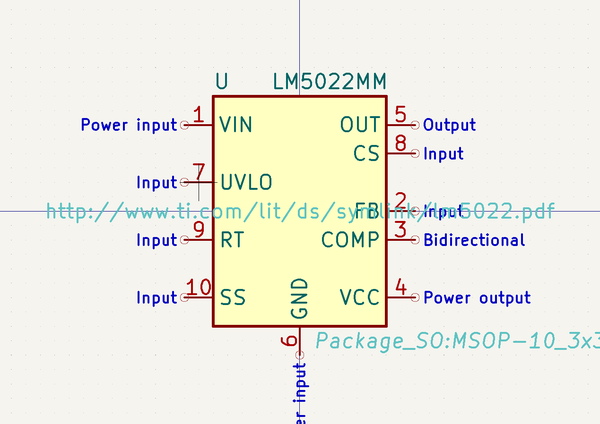 U LM5022MM
Power input 1 VIN OUT 5 Output
CS 8 Input
Input 7 UVLO
http://www.ti.com/lit/ds/symlink/lm5022.pdf
FB 2 Input
Input 9 RT COMP 3 Bidirectional
Input 10 SS GND VCC 4 Power output
6
Package_SO:MSOP-10_3x3
input